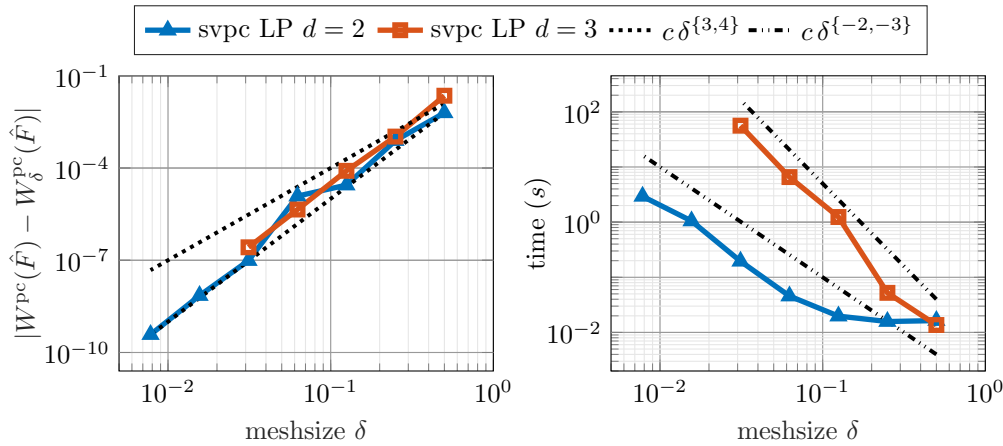 svpc LP d = 2 svpc LP d = 3 c δ^{3,4} c δ^{−2,−3}
|W^pc(F̂) − W_δ^pc(F̂)|
10^−1
10^−4
10^−7
10^−10
10^−2 10^−1 10^0
meshsize δ
time (s)
10^2
10^0
10^−2
10^−2 10^−1 10^0
meshsize δ